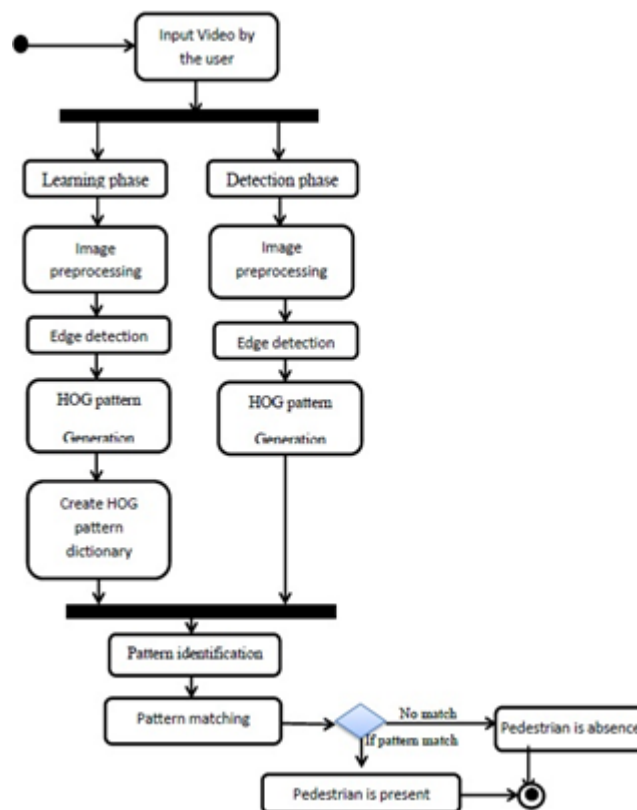 Input Video by
the user
Learning phase
Detection phase
Image
preprocessing
Image
preprocessing
Edge detection
Edge detection
HOG pattern
Generation
HOG pattern
Generation
Create HOG
pattern
dictionary
Pattern identification
Pattern matching
No match
If pattern match
Pedestrian is absence
Pedestrian is present